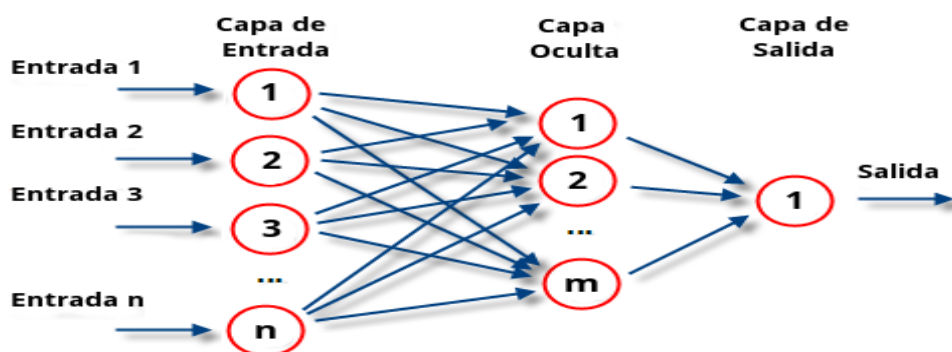 Capa de
Entrada
Capa
Oculta
Capa de
Salida
Entrada 1
Entrada 2
Entrada 3
Entrada n
1
2
3
...
n
1
2
...
m
1
Salida